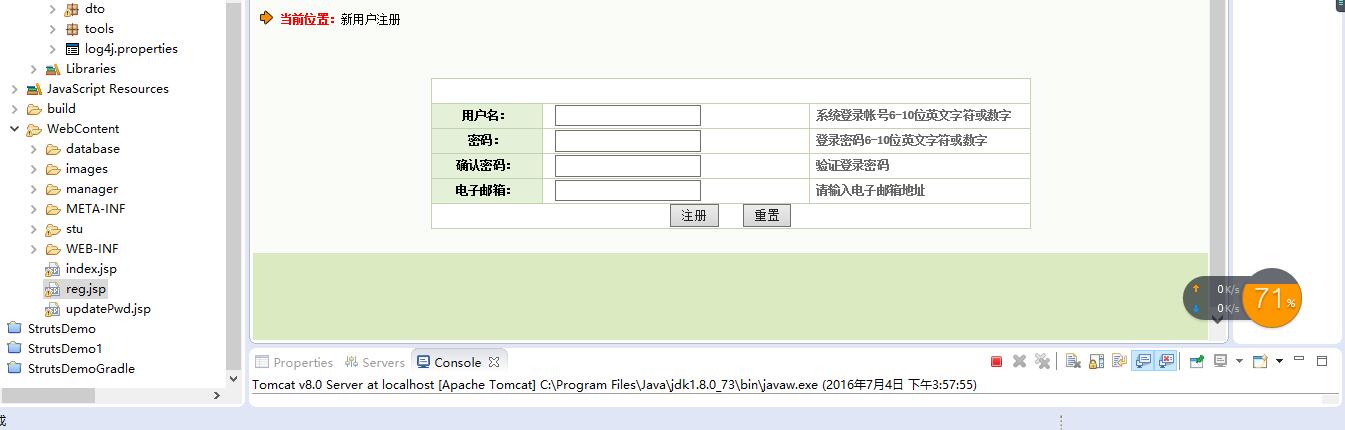 dto
tools
log4j.properties
Libraries
JavaScript Resources
build
WebContent
database
images
manager
META-INF
stu
WEB-INF
index.jsp
reg.jsp
updatePwd.jsp
StrutsDemo
StrutsDemo1
StrutsDemoGradle
当前位置：新用户注册
用户名： 系统登录帐号6-10位英文字符或数字
密码： 登录密码6-10位英文字符或数字
确认密码： 验证登录密码
电子邮箱： 请输入电子邮箱地址
注册 重置
0K/s
0K/s
71%
Properties Servers Console
Tomcat v8.0 Server at localhost [Apache Tomcat] C:\Program Files\Java\jdk1.8.0_73\bin\javaw.exe (2016年7月4日 下午3:57:55)